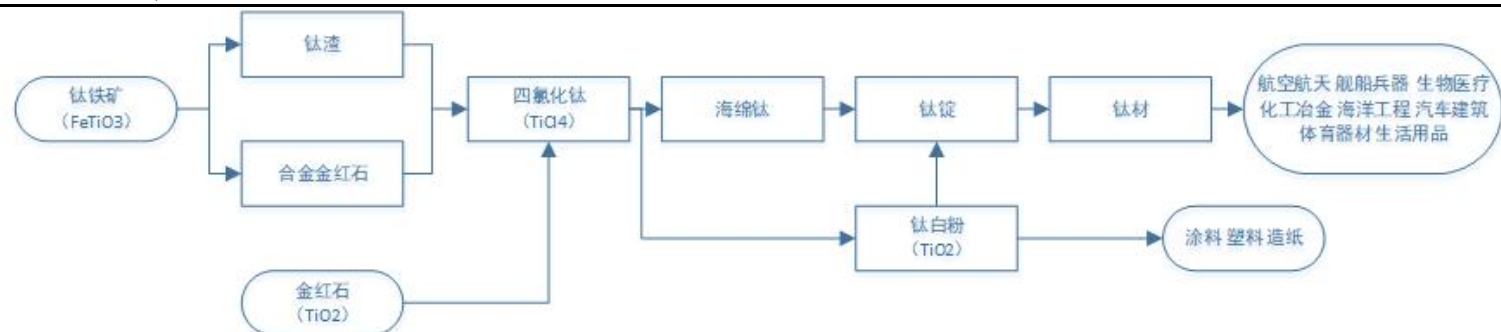 钛渣
钛铁矿
（FeTiO3）
四氯化钛
（TiCl4）
海绵钛
钛锭
钛材
航空航天 舰船兵器 生物医疗
化工冶金 海洋工程 汽车建筑
体育器材 生活用品
合金金红石
钛白粉
（TiO2）
涂料 塑料 造纸
金红石
（TiO2）